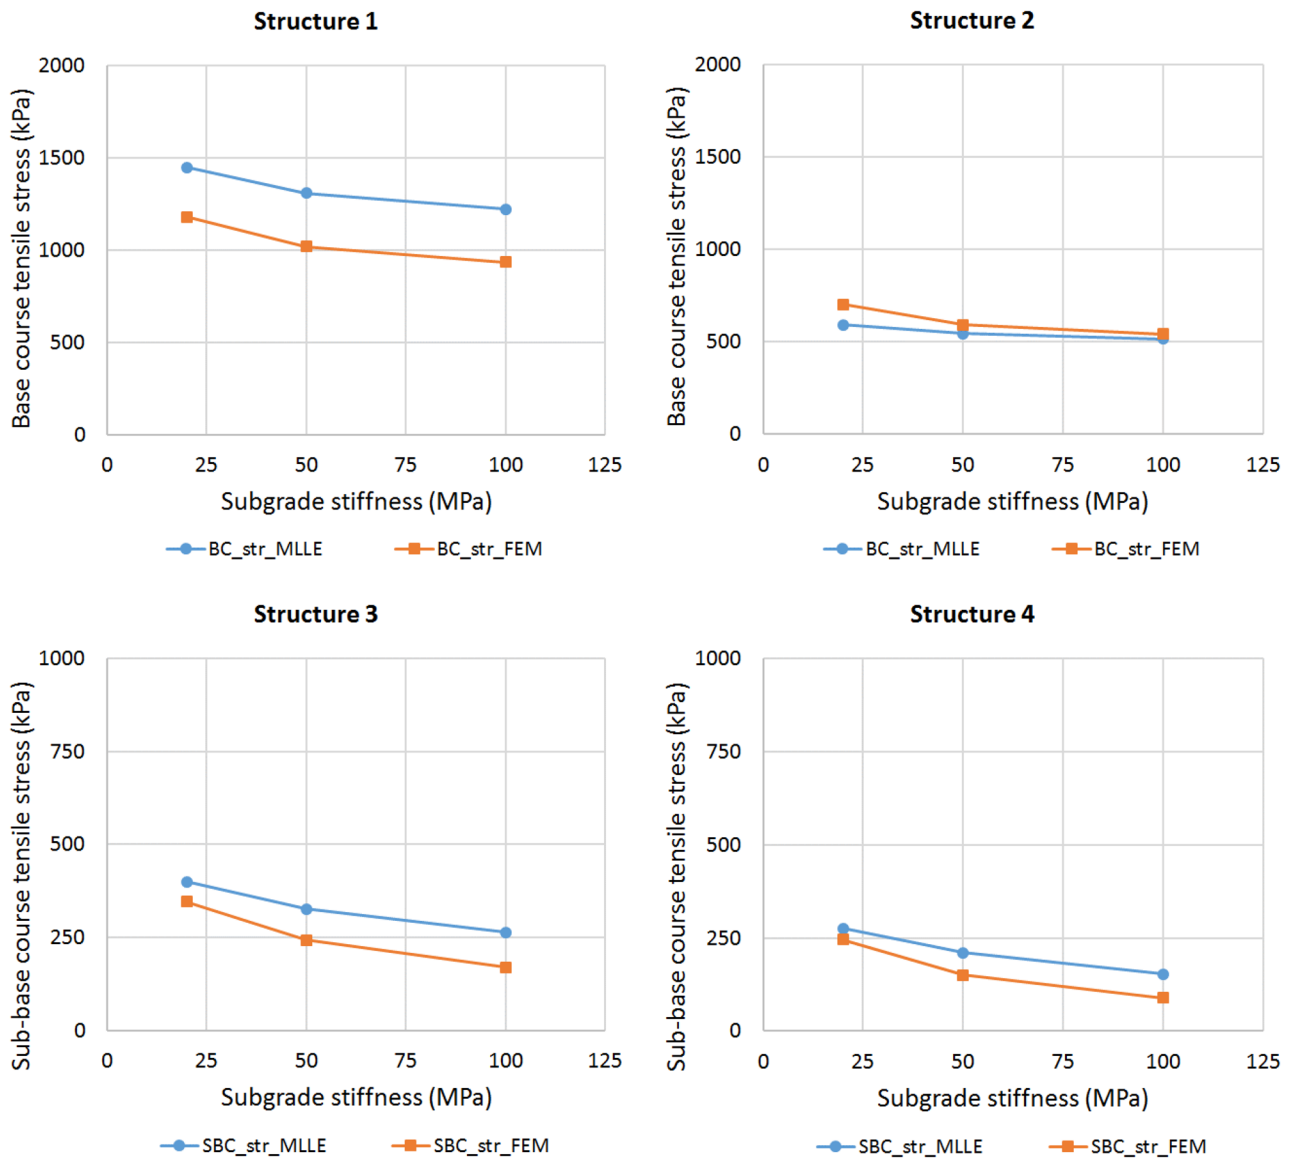 Structure 1
Base course tensile stress (kPa)
2000
1500
1000
500
0
0 25 50 75 100 125
Subgrade stiffness (MPa)
BC_str_MLLE BC_str_FEM
Structure 2
Base course tensile stress (kPa)
2000
1500
1000
500
0
0 25 50 75 100 125
Subgrade stiffness (MPa)
BC_str_MLLE BC_str_FEM
Structure 3
Sub-base course tensile stress (kPa)
1000
750
500
250
0
0 25 50 75 100 125
Subgrade stiffness (MPa)
SBC_str_MLLE SBC_str_FEM
Structure 4
Sub-base course tensile stress (kPa)
1000
750
500
250
0
0 25 50 75 100 125
Subgrade stiffness (MPa)
SBC_str_MLLE SBC_str_FEM